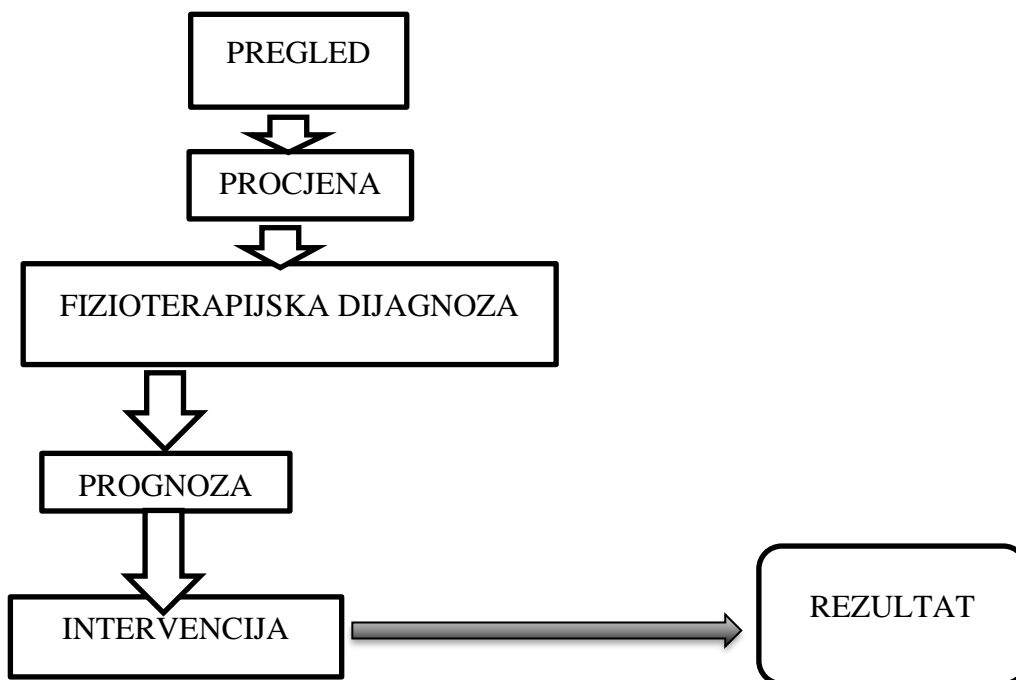 PREGLED
PROCJENA
FIZIOTERAPIJSKA DIJAGNOZA
PROGNOZA
INTERVENCIJA
REZULTAT